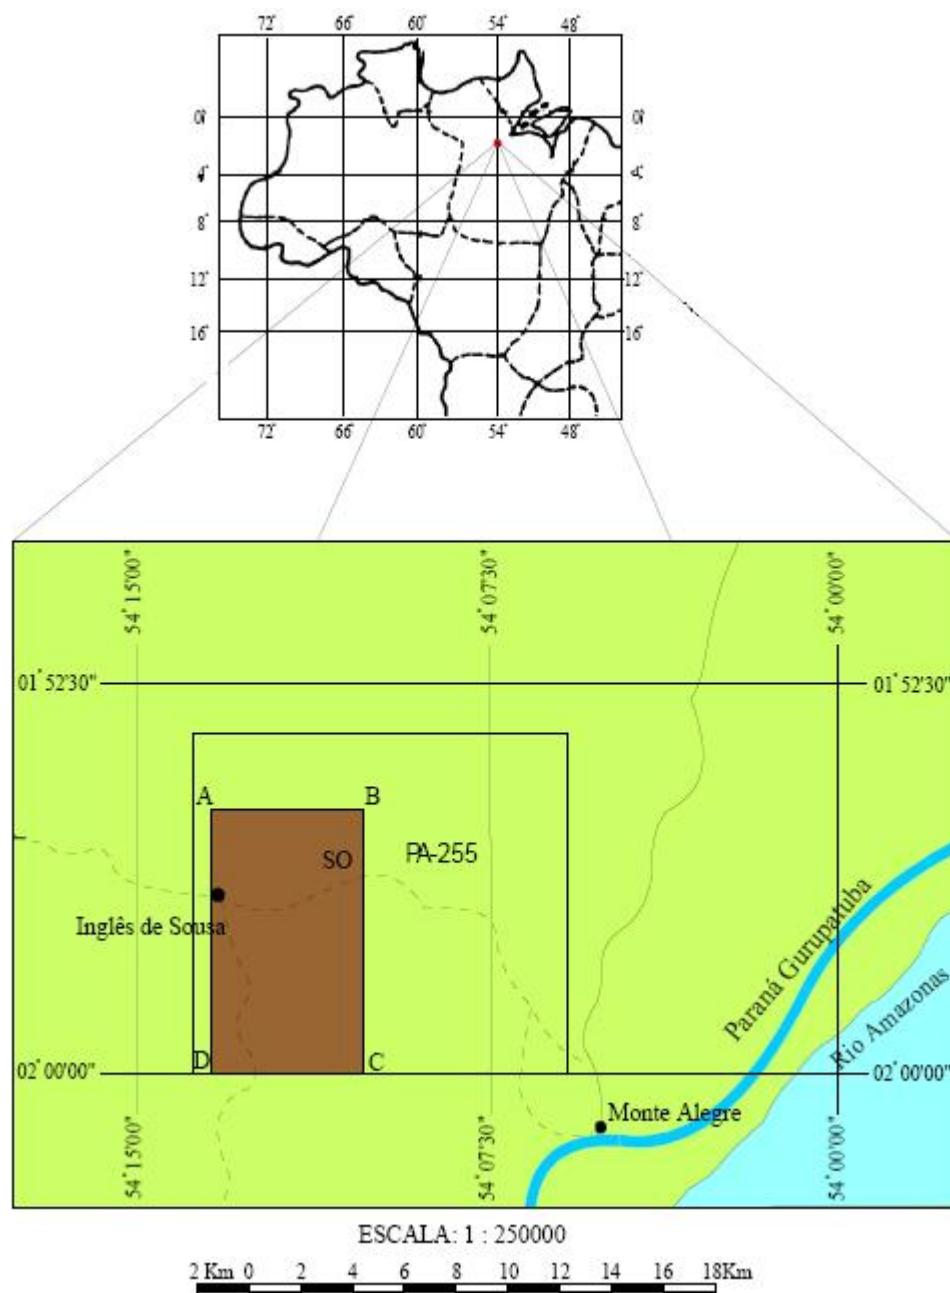 72° 66° 60° 54° 48°
0° 0°
4° 4°
8° 8°
12° 12°
16° 16°
72° 66° 60° 54° 48°
54°15'00" 54°07'30" 54°00'00"
01°52'30" 01°52'30"
A B
SO PA-255
Inglês de Sousa
Paraná Gurupatuba
Rio Amazonas
02°00'00" D C 02°00'00"
Monte Alegre
54°15'00" 54°07'30" 54°00'00"
ESCALA: 1 : 250000
2 Km 0 2 4 6 8 10 12 14 16 18Km